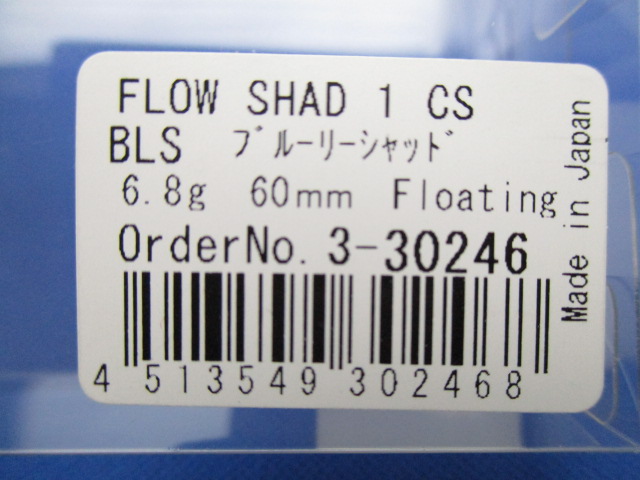 FLOW SHAD 1 CS
BLS ブルーリーシャッド
6.8g 60mm Floating
OrderNo. 3-30246
4 513549 302468
Made in Japan